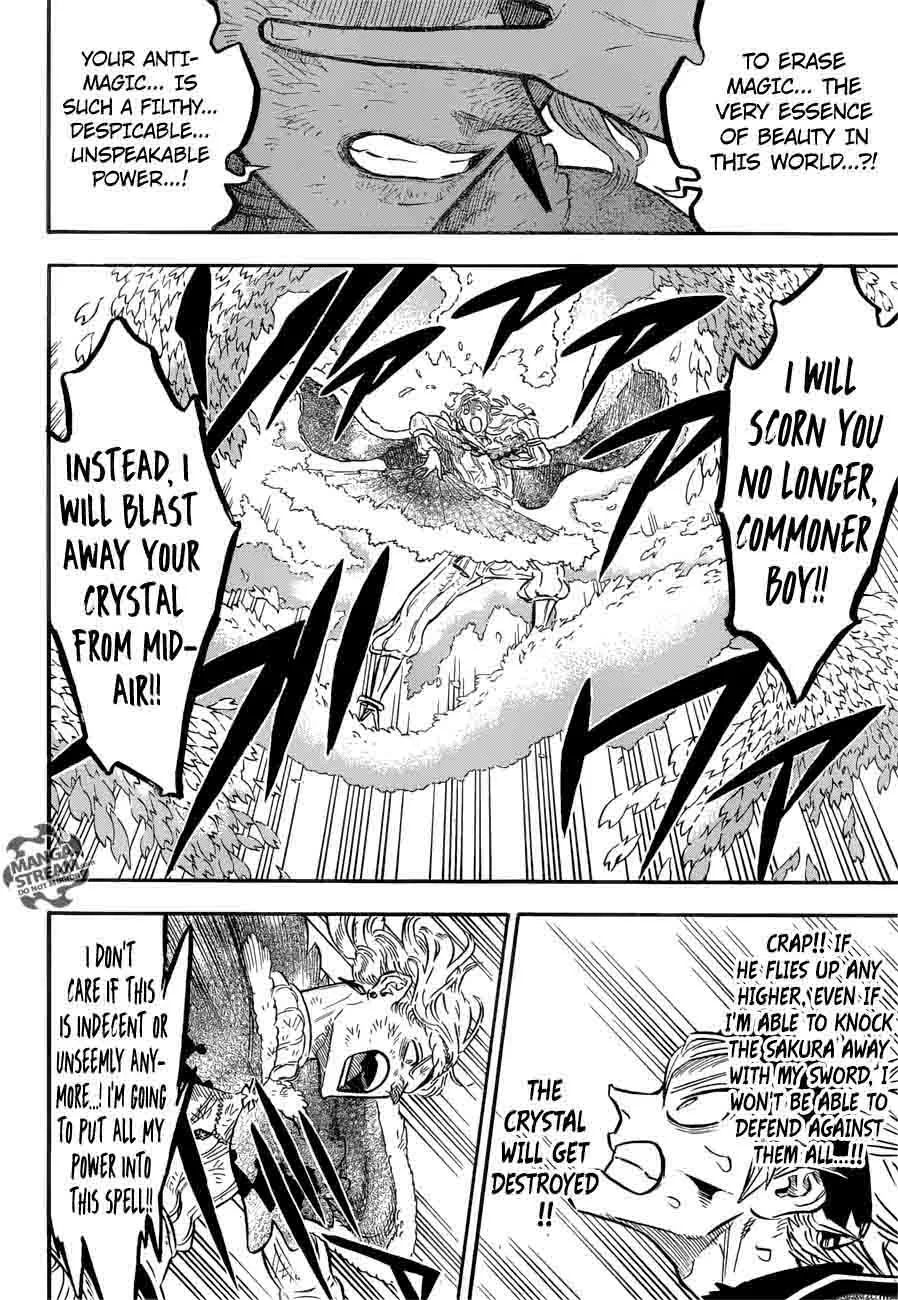 TO ERASE
MAGIC... THE
VERY ESSENCE
OF BEAUTY IN
THIS WORLD...?!
YOUR ANTI-
MAGIC... IS
SUCH A FILTHY...
DESPICABLE...
UNSPEAKABLE
POWER...!
I WILL
SCORN YOU
NO LONGER,
COMMONER
BOY!!
INSTEAD, I
WILL BLAST
AWAY YOUR
CRYSTAL
FROM MID-
AIR!!
MANGA
STREAM.com
CRAP!! IF
HE FLIES UP ANY
HIGHER, EVEN IF
I'M ABLE TO KNOCK
THE SAKURA AWAY
WITH MY SWORD, I
WON'T BE ABLE TO
DEFEND AGAINST
THEM ALL...!!
THE
CRYSTAL
WILL GET
DESTROYED
!!
I DON'T
CARE IF THIS
IS INDECENT OR
UNSEEMLY ANY-
MORE...! I'M GOING
TO PUT ALL MY
POWER INTO
THIS SPELL!!